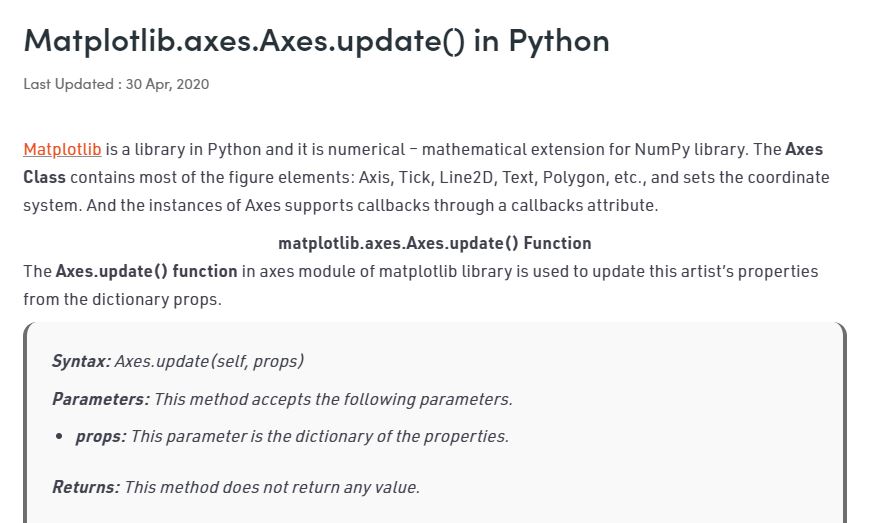 Matplotlib.axes.Axes.update() in Python
Last Updated : 30 Apr, 2020
Matplotlib is a library in Python and it is numerical – mathematical extension for NumPy library. The Axes
Class contains most of the figure elements: Axis, Tick, Line2D, Text, Polygon, etc., and sets the coordinate
system. And the instances of Axes supports callbacks through a callbacks attribute.
matplotlib.axes.Axes.update() Function
The Axes.update() function in axes module of matplotlib library is used to update this artist's properties
from the dictionary props.
Syntax: Axes.update(self, props)
Parameters: This method accepts the following parameters.
• props: This parameter is the dictionary of the properties.
Returns: This method does not return any value.